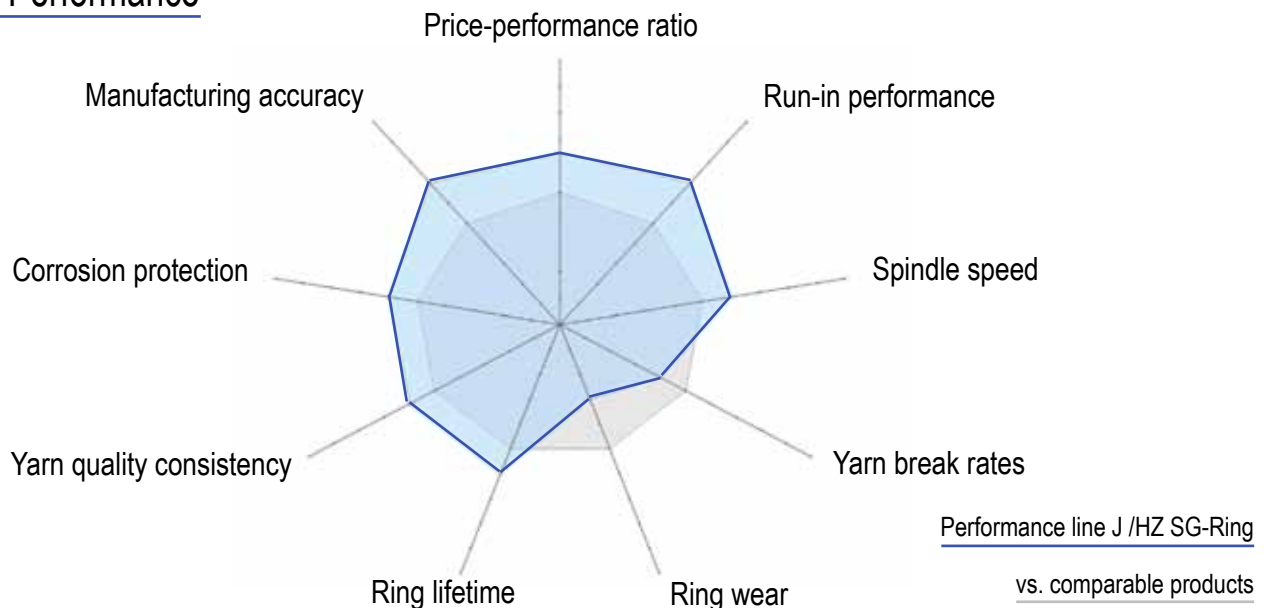 Performance
Price-performance ratio
Manufacturing accuracy
Run-in performance
Corrosion protection
Spindle speed
Yarn quality consistency
Yarn break rates
Performance line J /HZ SG-Ring
Ring lifetime
Ring wear
vs. comparable products